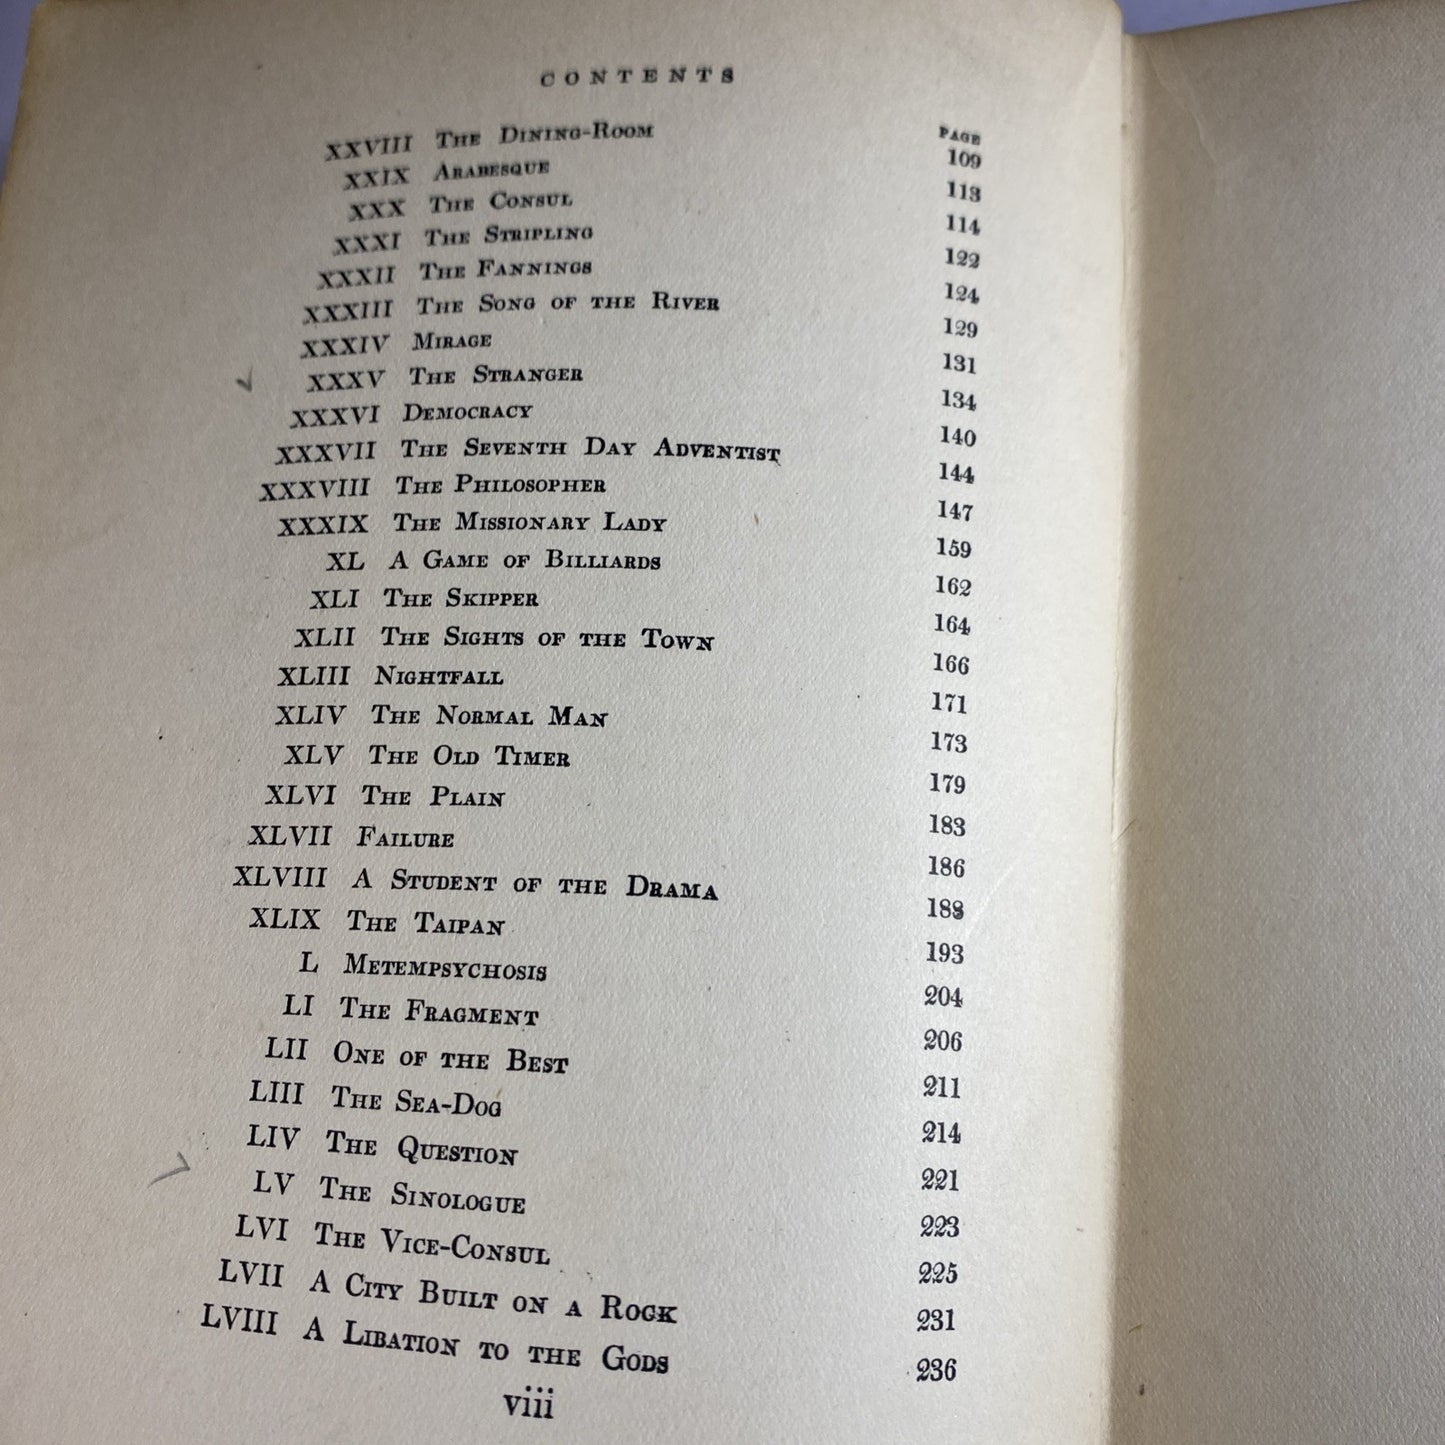 CONTENTS
PAGE
XXVIII The Dining-Room 109
XXIX Arabesque 113
XXX The Consul 114
XXXI The Stripling 122
XXXII The Fannings 124
XXXIII The Song of the River 129
XXXIV Mirage 131
XXXV The Stranger 134
XXXVI Democracy 140
XXXVII The Seventh Day Adventist 144
XXXVIII The Philosopher 147
XXXIX The Missionary Lady 159
XL A Game of Billiards 162
XLI The Skipper 164
XLII The Sights of the Town 166
XLIII Nightfall 171
XLIV The Normal Man 173
XLV The Old Timer 179
XLVI The Plain 183
XLVII Failure 186
XLVIII A Student of the Drama 188
XLIX The Taipan 193
L Metempsychosis 204
LI The Fragment 206
LII One of the Best 211
LIII The Sea-Dog 214
LIV The Question 221
LV The Sinologue 223
LVI The Vice-Consul 225
LVII A City Built on a Rock 231
LVIII A Libation to the Gods 236
viii